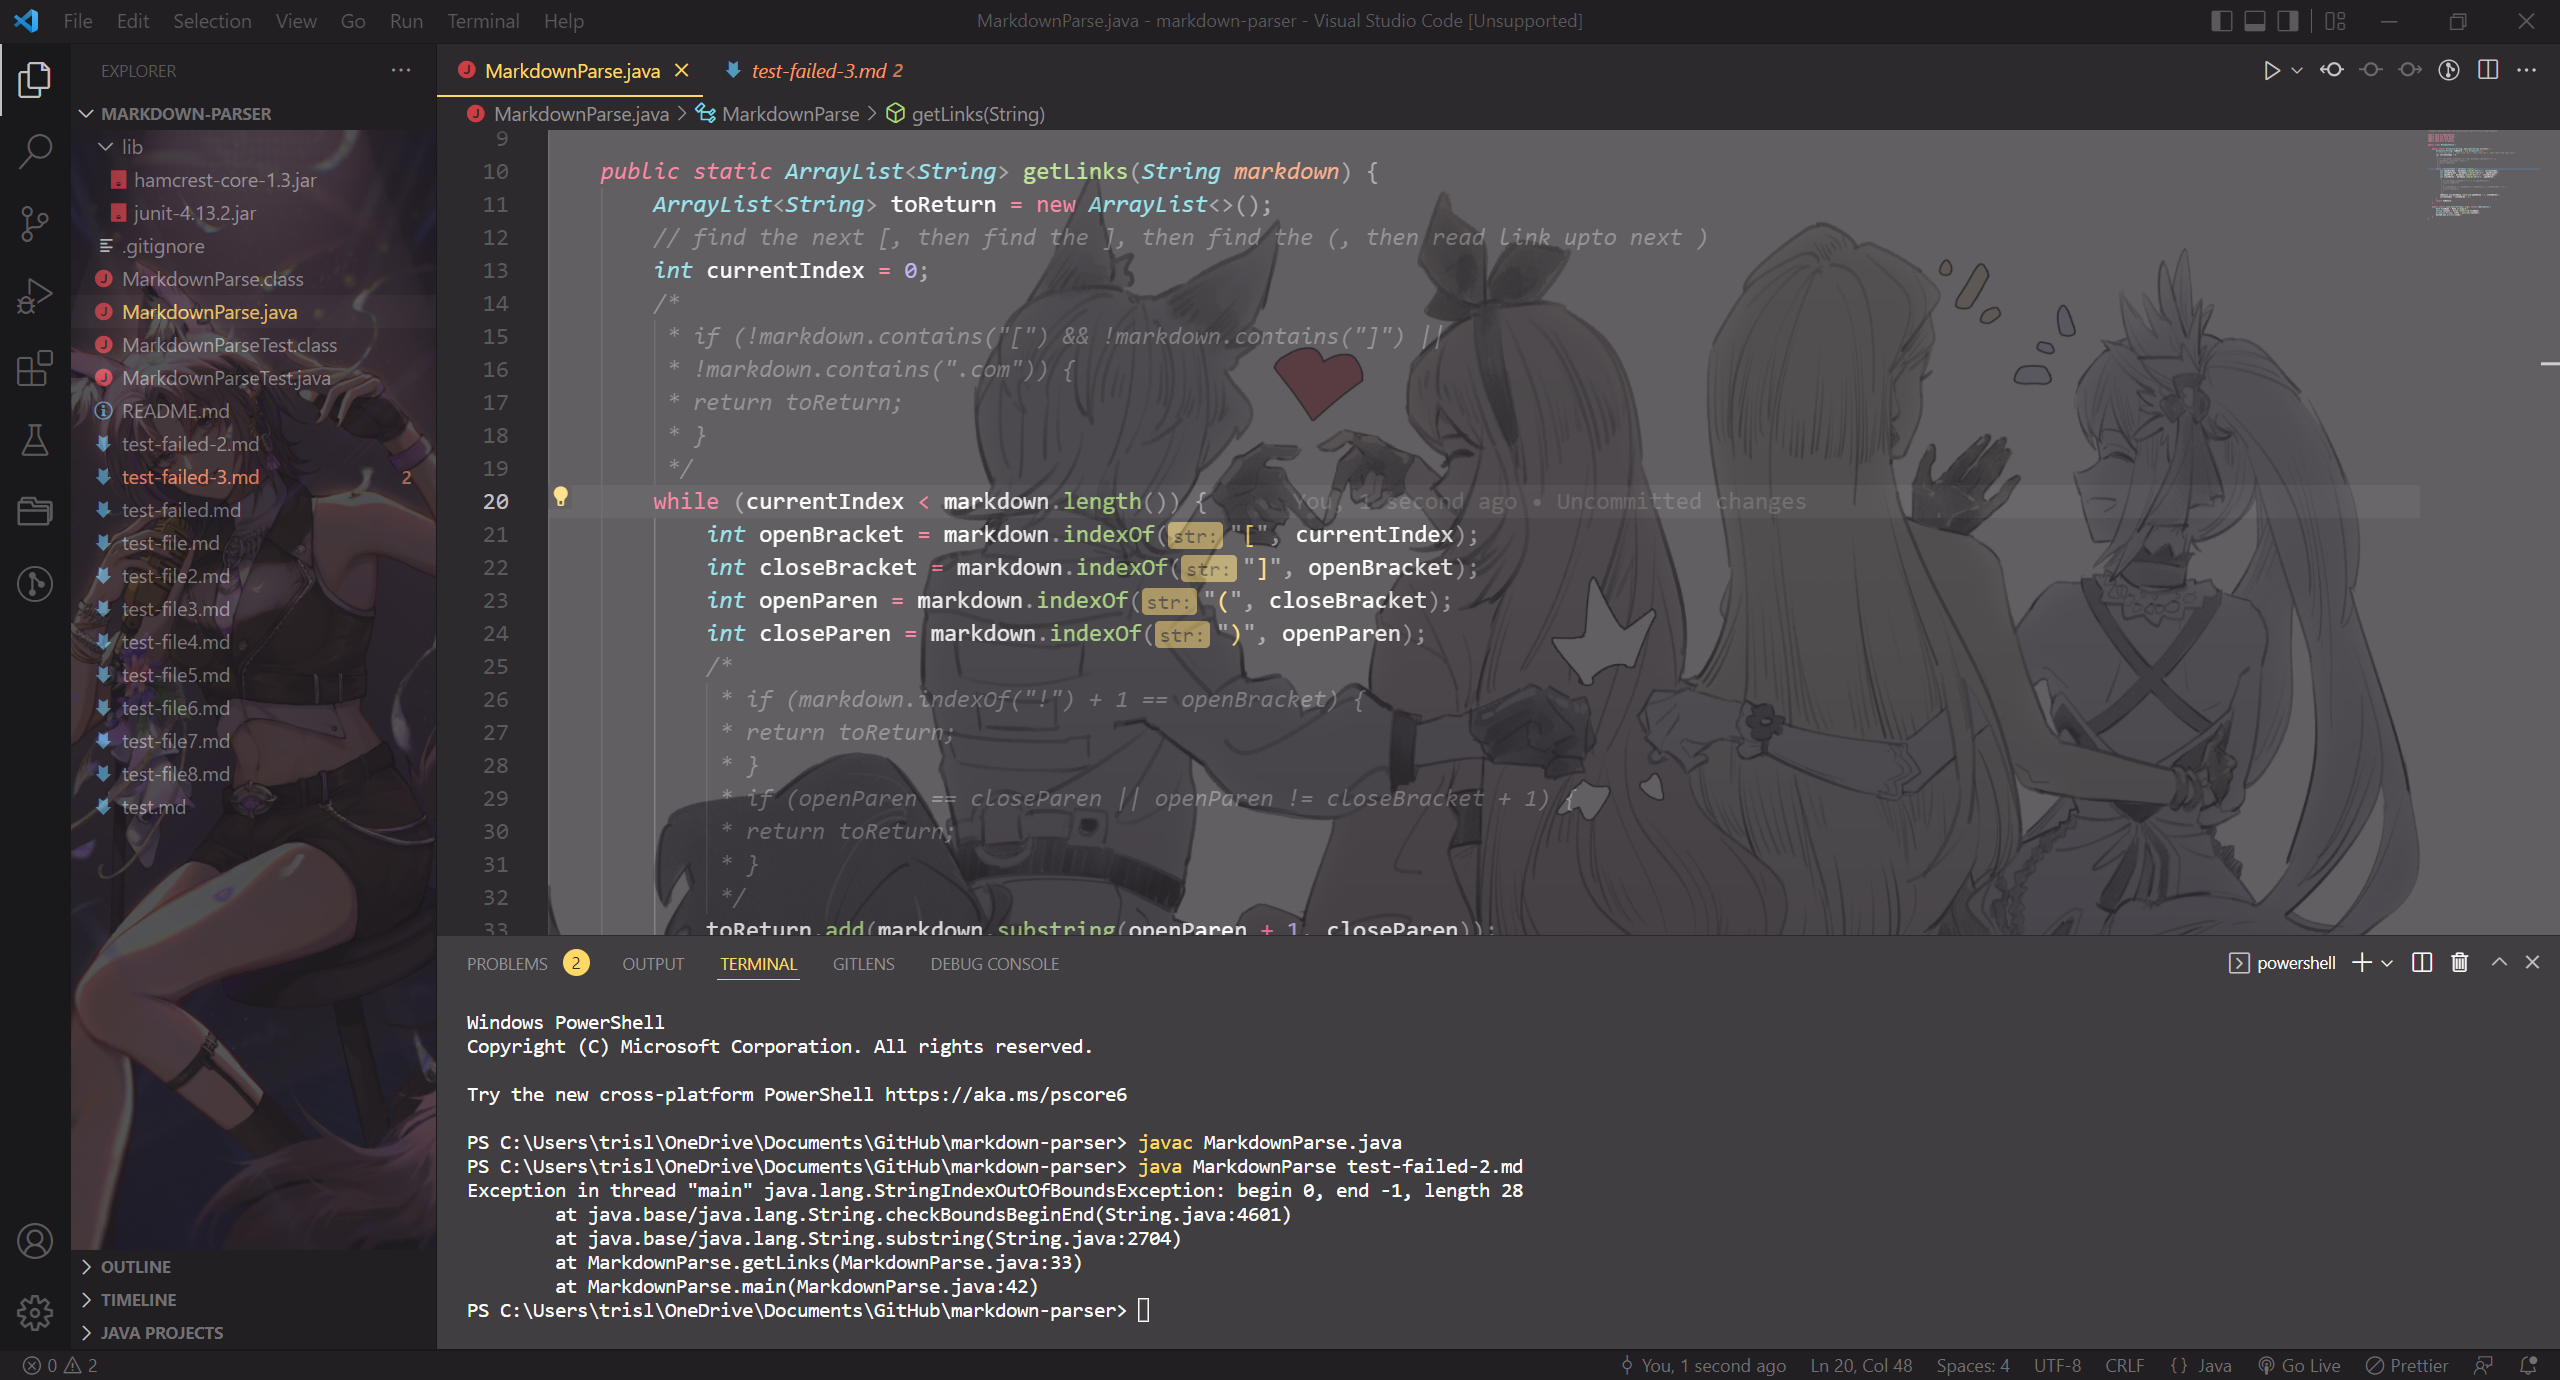 File Edit Selection View Go Run Terminal Help
MarkdownParse.java - markdown-parser - Visual Studio Code [Unsupported]
EXPLORER
MARKDOWN-PARSER
lib
hamcrest-core-1.3.jar
junit-4.13.2.jar
.gitignore
MarkdownParse.class
MarkdownParse.java
MarkdownParseTest.class
MarkdownParseTest.java
README.md
test-failed-2.md
test-failed-3.md 2
test-failed.md
test-file.md
test-file2.md
test-file3.md
test-file4.md
test-file5.md
test-file6.md
test-file7.md
test-file8.md
test.md
OUTLINE
TIMELINE
JAVA PROJECTS
MarkdownParse.java
test-failed-3.md 2
MarkdownParse.java > MarkdownParse > getLinks(String)
9
10 public static ArrayList<String> getLinks(String markdown) {
11 ArrayList<String> toReturn = new ArrayList<>();
12 // find the next [, then find the ], then find the (, then read link upto next )
13 int currentIndex = 0;
14 /*
15 * if (!markdown.contains("[") && !markdown.contains("]") ||
16 * !markdown.contains(".com")) {
17 * return toReturn;
18 * }
19 */
20 while (currentIndex < markdown.length()) { You, 1 second ago • Uncommitted changes
21 int openBracket = markdown.indexOf(str: "[", currentIndex);
22 int closeBracket = markdown.indexOf(str: "]", openBracket);
23 int openParen = markdown.indexOf(str: "(", closeBracket);
24 int closeParen = markdown.indexOf(str: ")", openParen);
25 /*
26 * if (markdown.indexOf("!") + 1 == openBracket) {
27 * return toReturn;
28 * }
29 * if (openParen == closeParen || openParen != closeBracket + 1) {
30 * return toReturn;
31 * }
32 */
33 toReturn.add(markdown.substring(openParen + 1, closeParen));
PROBLEMS 2 OUTPUT TERMINAL GITLENS DEBUG CONSOLE
powershell
Windows PowerShell
Copyright (C) Microsoft Corporation. All rights reserved.
Try the new cross-platform PowerShell https://aka.ms/pscore6
PS C:\Users\trisl\OneDrive\Documents\GitHub\markdown-parser> javac MarkdownParse.java
PS C:\Users\trisl\OneDrive\Documents\GitHub\markdown-parser> java MarkdownParse test-failed-2.md
Exception in thread "main" java.lang.StringIndexOutOfBoundsException: begin 0, end -1, length 28
at java.base/java.lang.String.checkBoundsBeginEnd(String.java:4601)
at java.base/java.lang.String.substring(String.java:2704)
at MarkdownParse.getLinks(MarkdownParse.java:33)
at MarkdownParse.main(MarkdownParse.java:42)
PS C:\Users\trisl\OneDrive\Documents\GitHub\markdown-parser>
0 2
You, 1 second ago Ln 20, Col 48 Spaces: 4 UTF-8 CRLF {} Java Go Live Prettier